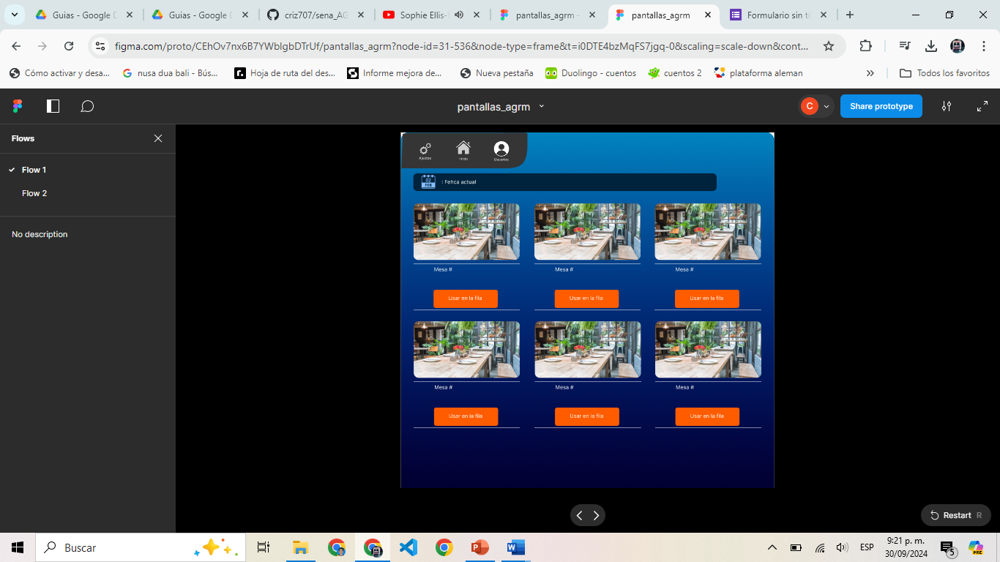 Guias - Google D
Guias - Google D
criz707/sena_AG
Sophie Ellis-
pantallas_agrm -
pantallas_agrm
Formulario sin tí
figma.com/proto/CEhOv7nx6B7YWbIgbDTrUf/pantallas_agrm?node-id=31-536&node-type=frame&t=i0DTE4bzMqFS7jgq-0&scaling=scale-down&cont...
Cómo activar y desa...
nusa dua bali - Bús...
Hoja de ruta del des...
Informe mejora de...
Nueva pestaña
Duolingo - cuentos
cuentos 2
plataforma aleman
Todos los favoritos
pantallas_agrm
C
Share prototype
Flows
Flow 1
Flow 2
No description
Ajustes
Inicio
Usuarios
02
FEB
: Fehca actual
Mesa #
Mesa #
Mesa #
Usar en la fila
Usar en la fila
Usar en la fila
Mesa #
Mesa #
Mesa #
Usar en la fila
Usar en la fila
Usar en la fila
Restart R
Buscar
ESP
9:21 p. m.
30/09/2024
5
PRE